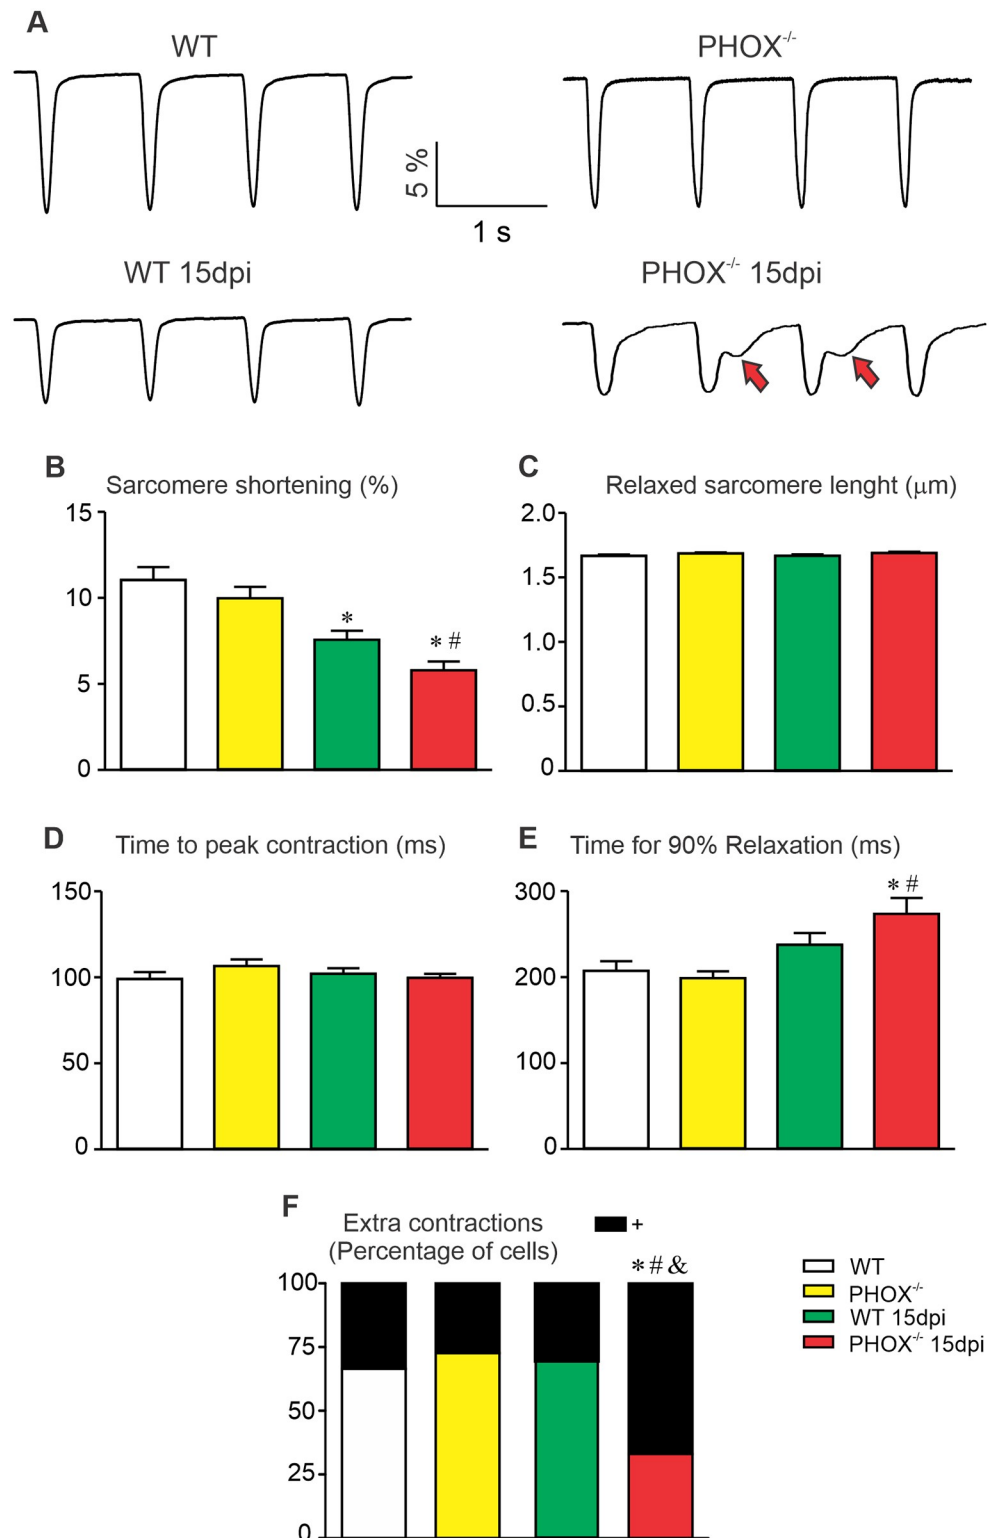 A
WT
PHOX-/-
5 %
1 s
WT 15dpi
PHOX-/- 15dpi
B
Sarcomere shortening (%)
15
10
5
0
*
* #
C
Relaxed sarcomere lenght (μm)
2.0
1.5
1.0
0.5
0
D
Time to peak contraction (ms)
150
100
50
0
E
Time for 90% Relaxation (ms)
300
200
100
0
* #
F
Extra contractions
(Percentage of cells)
+
* # &
100
75
50
25
0
WT
PHOX-/-
WT 15dpi
PHOX-/- 15dpi